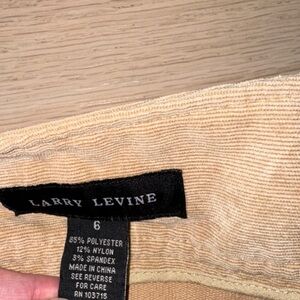 LARRY LEVINE
6
85% POLYESTER
12% NYLON
3% SPANDEX
MADE IN CHINA
SEE REVERSE
FOR CARE
RN 103715